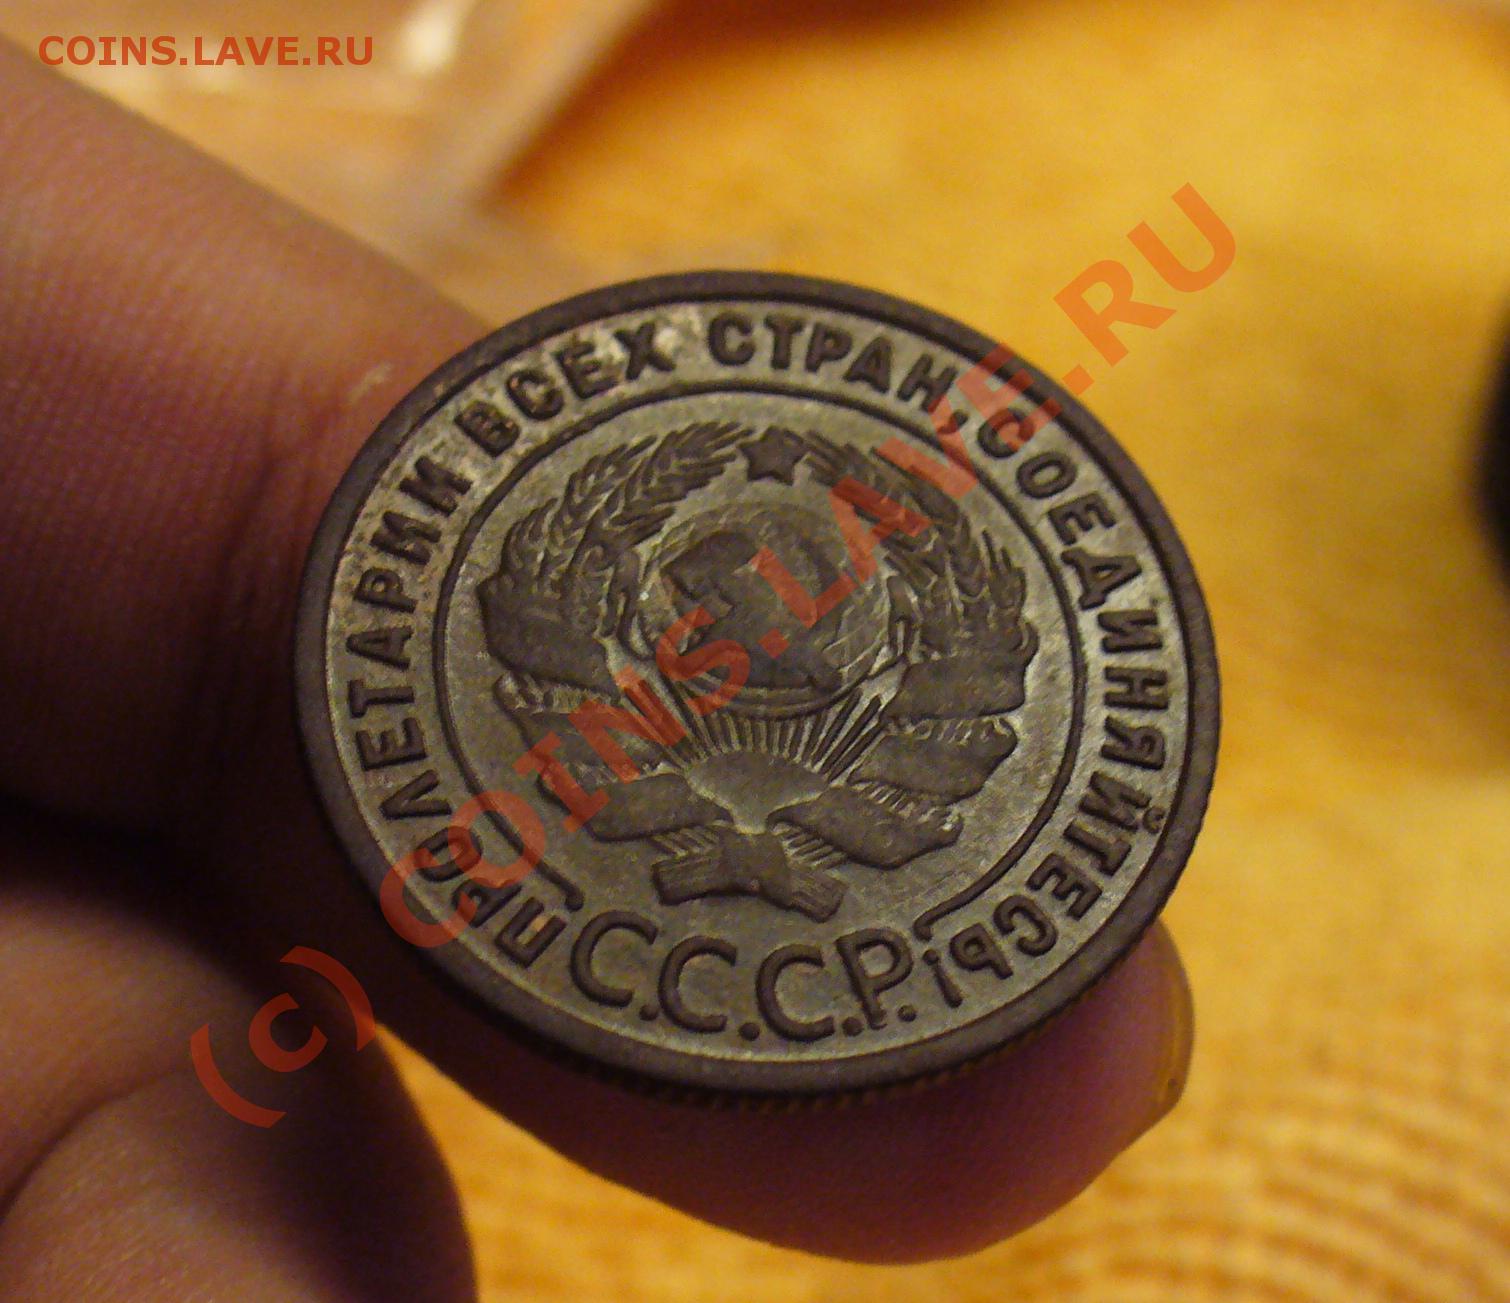 COINS.LAVE.RU
ПРОЛЕТАРИИ ВСЕХ СТРАН, СОЕДИНЯЙТЕСЬ!
С.С.С.Р.
(c) COINS.LAVE.RU